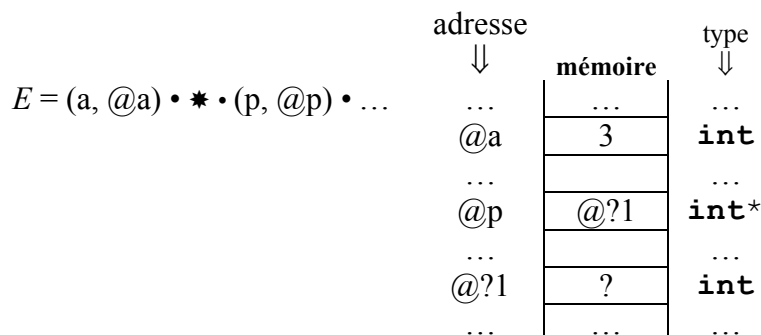 adresse type
⇓ mémoire ⇓
E = (a, @a) • ✷ • (p, @p) • … … … …
@a 3 int
… …
@p @?1 int*
… …
@?1 ? int
… … …